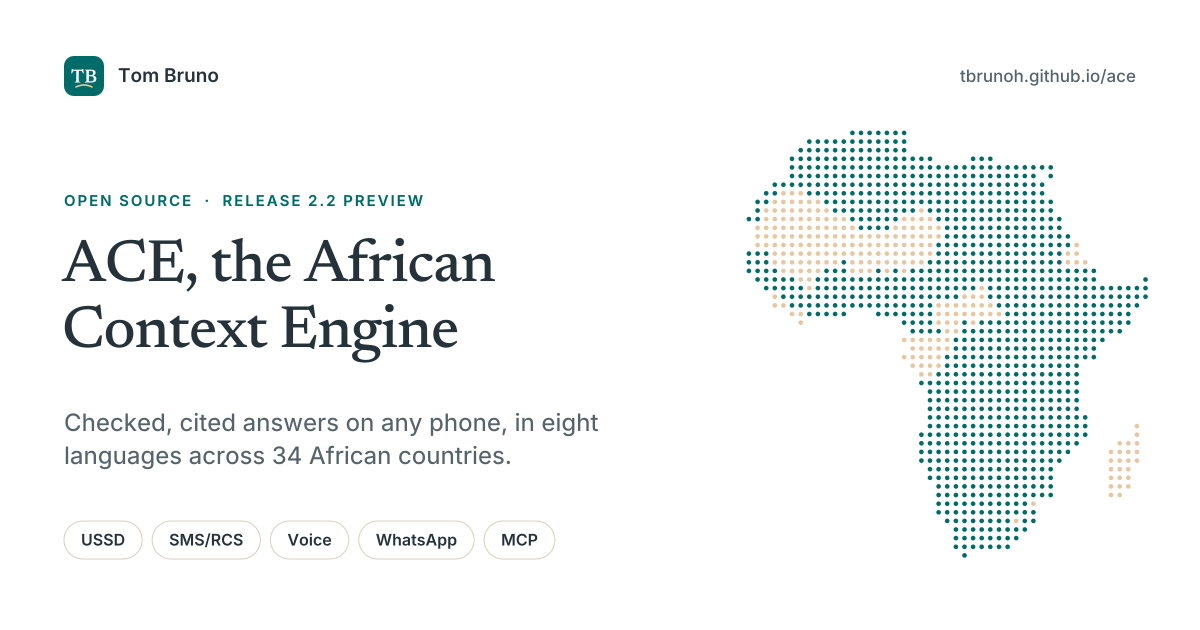 TB
Tom Bruno
tbrunoh.github.io/ace
OPEN SOURCE · RELEASE 2.2 PREVIEW
ACE, the African
Context Engine
Checked, cited answers on any phone, in eight
languages across 34 African countries.
USSD
SMS/RCS
Voice
WhatsApp
MCP